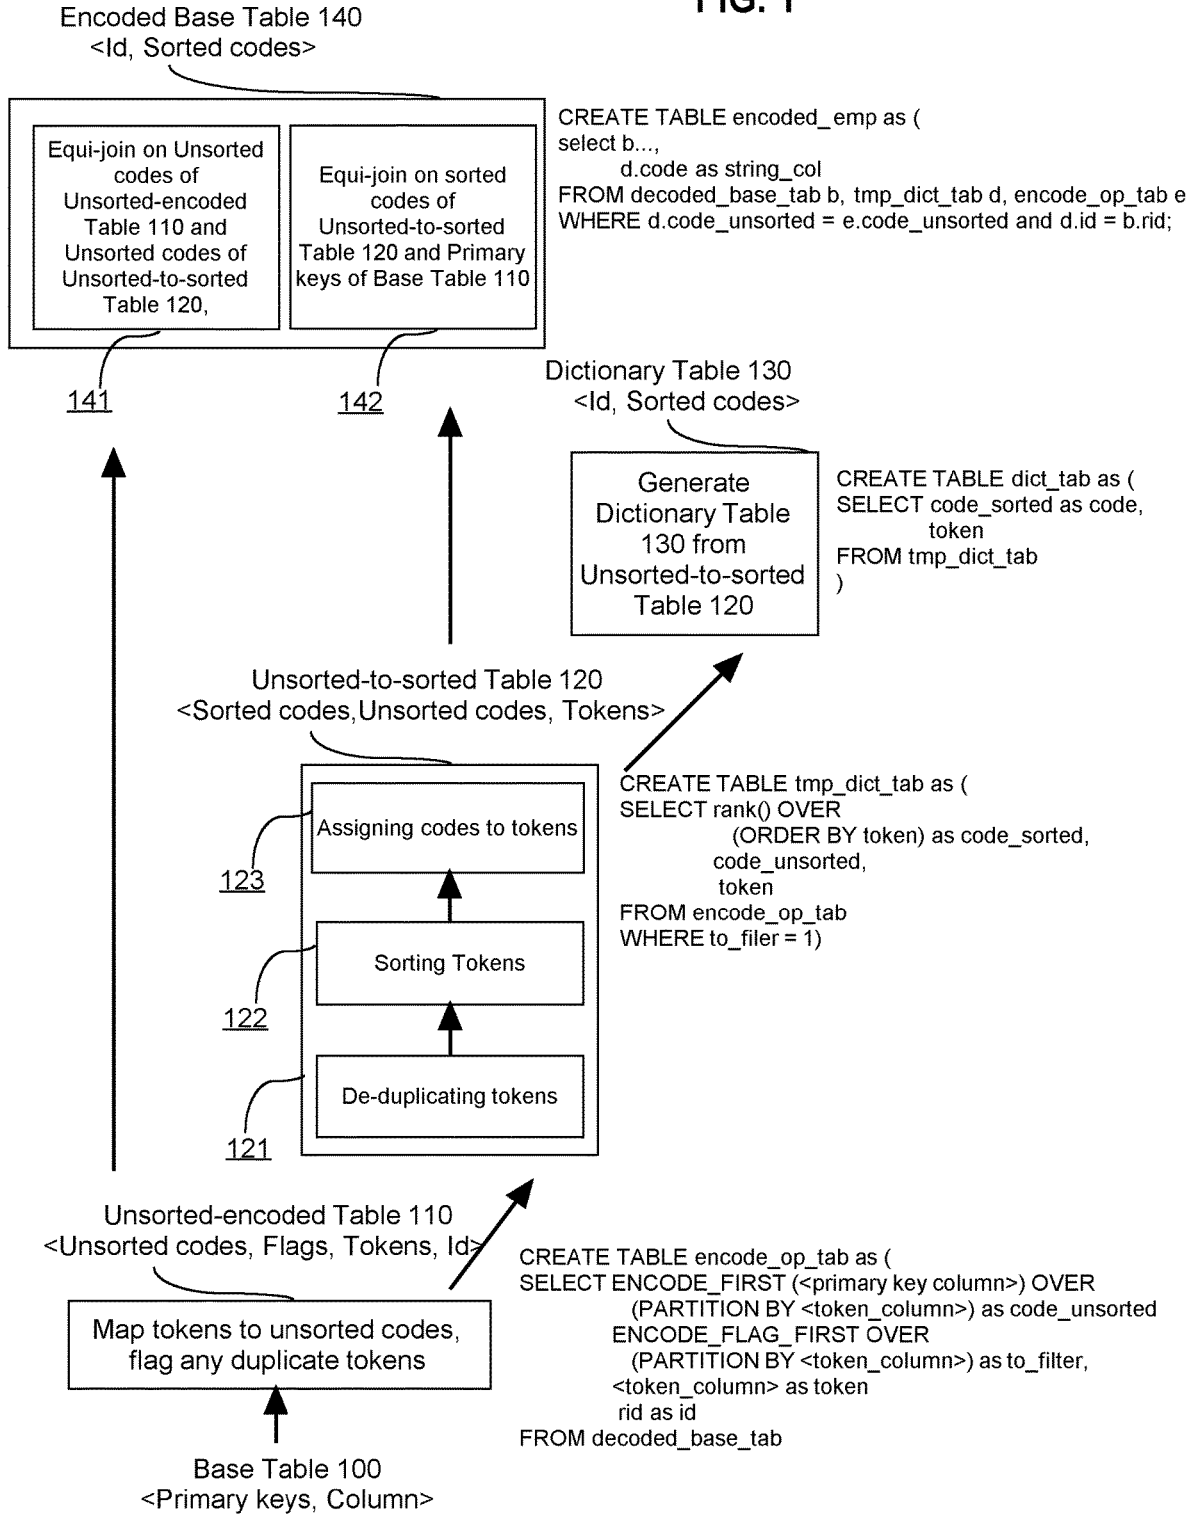 FIG. 1
Encoded Base Table 140
<Id, Sorted codes>
Equi-join on Unsorted
codes of
Unsorted-encoded
Table 110 and
Unsorted codes of
Unsorted-to-sorted
Table 120,
Equi-join on sorted
codes of
Unsorted-to-sorted
Table 120 and Primary
keys of Base Table 110
CREATE TABLE encoded_emp as (
select b...,
d.code as string_col
FROM decoded_base_tab b, tmp_dict_tab d, encode_op_tab e
WHERE d.code_unsorted = e.code_unsorted and d.id = b.rid;
141
142
Dictionary Table 130
<Id, Sorted codes>
Generate
Dictionary Table
130 from
Unsorted-to-sorted
Table 120
CREATE TABLE dict_tab as (
SELECT code_sorted as code,
token
FROM tmp_dict_tab
)
Unsorted-to-sorted Table 120
<Sorted codes,Unsorted codes, Tokens>
Assigning codes to tokens
123
Sorting Tokens
122
De-duplicating tokens
121
CREATE TABLE tmp_dict_tab as (
SELECT rank() OVER
(ORDER BY token) as code_sorted,
code_unsorted,
token
FROM encode_op_tab
WHERE to_filer = 1)
Unsorted-encoded Table 110
<Unsorted codes, Flags, Tokens, Id>
Map tokens to unsorted codes,
flag any duplicate tokens
CREATE TABLE encode_op_tab as (
SELECT ENCODE_FIRST (<primary key column>) OVER
(PARTITION BY <token_column>) as code_unsorted
ENCODE_FLAG_FIRST OVER
(PARTITION BY <token_column>) as to_filter,
<token_column> as token
rid as id
FROM decoded_base_tab
Base Table 100
<Primary keys, Column>